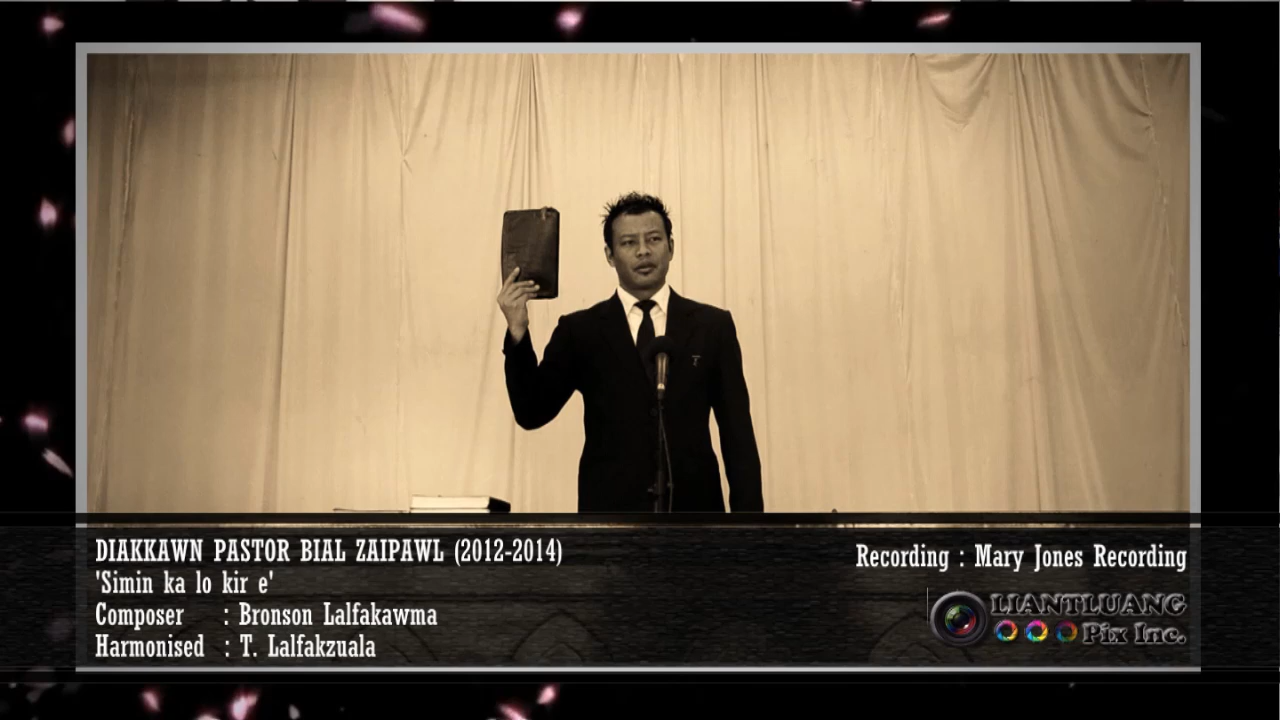 DIAKKAWN PASTOR BIAL ZAIPAWL (2012-2014)
'Simin ka lo kir e'
Composer : Bronson Lalfakawma
Harmonised : T. Lalfakzuala
Recording : Mary Jones Recording
LIANTLUANG
Pix Inc.